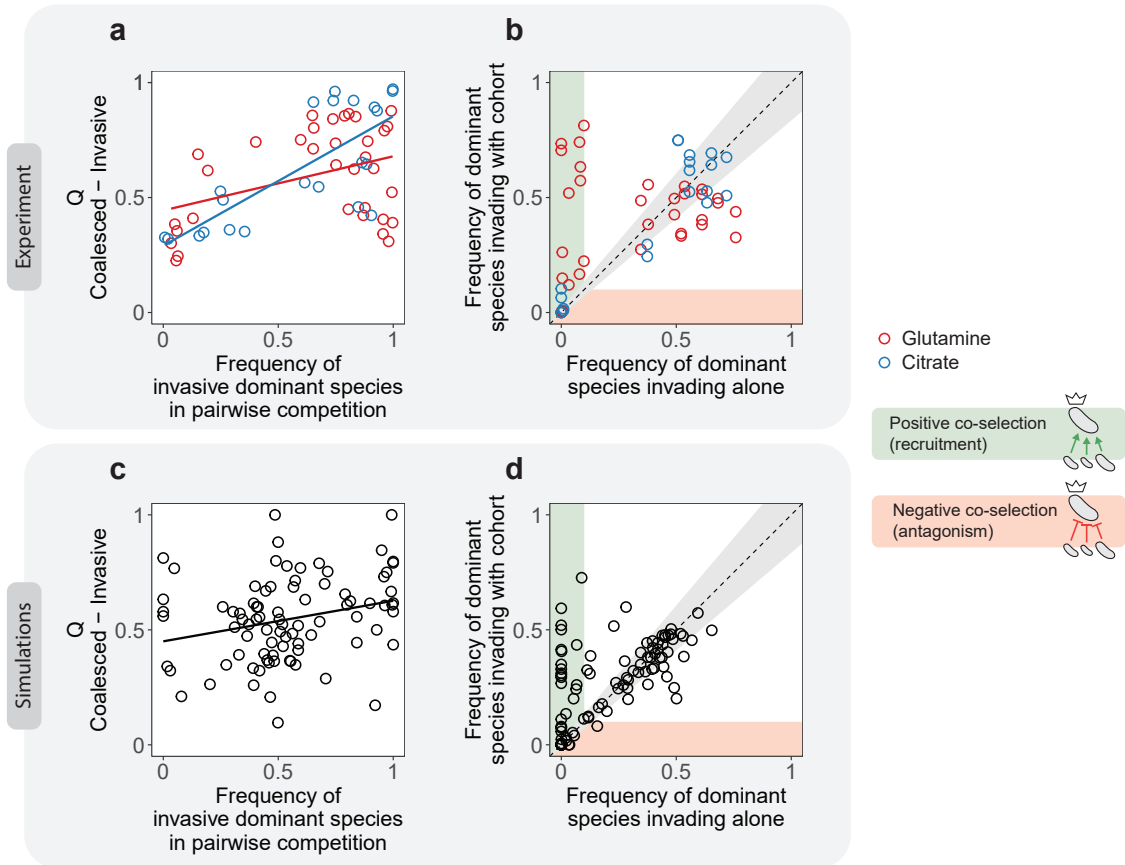 a
b
Experiment
Q
Coalesced − Invasive
1
0.5
0
0
0.5
1
Frequency of
invasive dominant species
in pairwise competition
Frequency of dominant
species invading with cohort
1
0.5
0
0
0.5
1
Frequency of dominant
species invading alone
Glutamine
Citrate
Positive co-selection
(recruitment)
Negative co-selection
(antagonism)
c
d
Simulations
Q
Coalesced − Invasive
1
0.5
0
0
0.5
1
Frequency of
invasive dominant species
in pairwise competition
Frequency of dominant
species invading with cohort
1
0.5
0
0
0.5
1
Frequency of dominant
species invading alone